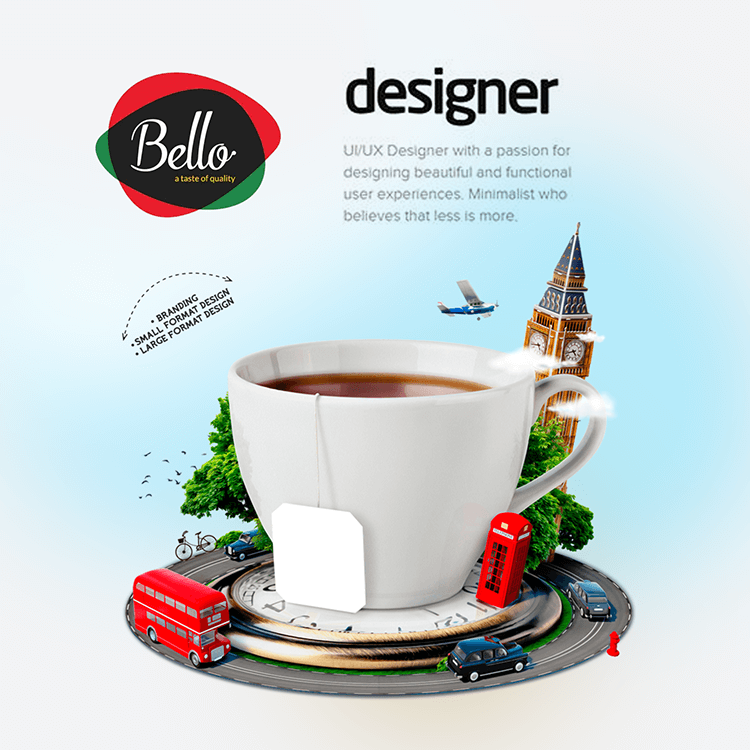 Bello
a taste of quality
designer
UI/UX Designer with a passion for
designing beautiful and functional
user experiences. Minimalist who
believes that less is more.
• BRANDING
• SMALL FORMAT DESIGN
• LARGE FORMAT DESIGN
TELEPHONE